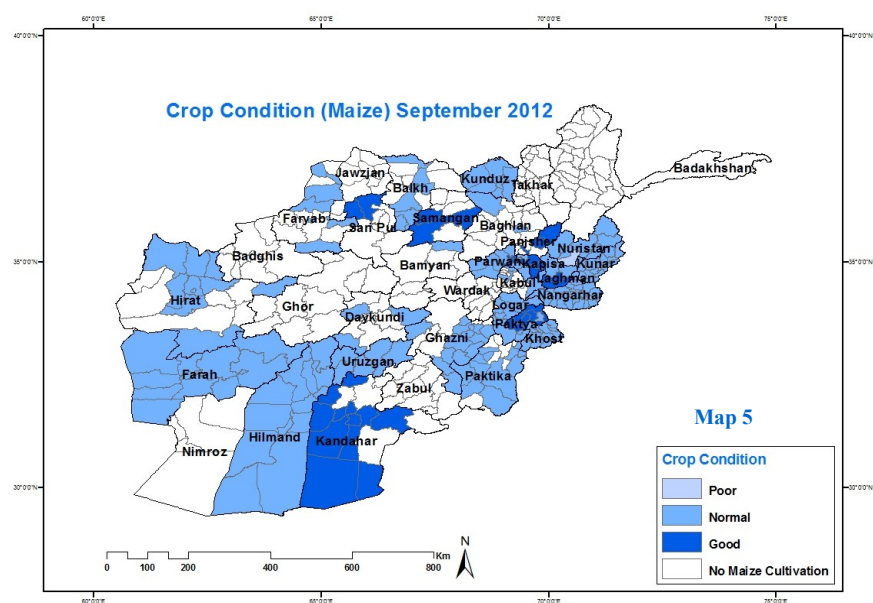 60°0'0"E 65°0'0"E 70°0'0"E 75°0'0"E
40°0'0"N 40°0'0"N
Crop Condition (Maize) September 2012
Badakhshan
Jawzjan
Kunduz
Balkh
Takhar
Faryab
Samangan
Sari Pul
Baghlan
Panjsher
Nuristan
Badghis
35°0'0"N 35°0'0"N
Bamyan
Parwan
Kapisa
Kunar
Laghman
Kabul
Wardak
Nangarhar
Hirat
Ghor
Logar
Daykundi
Paktya
Ghazni
Khost
Uruzgan
Farah
Paktika
Zabul
Map 5
Hilmand
Kandahar
Nimroz
Crop Condition
Poor
30°0'0"N 30°0'0"N
Normal
Good
No Maize Cultivation
Km
0 100 200 400 600 800
N
60°0'0"E 65°0'0"E 70°0'0"E 75°0'0"E